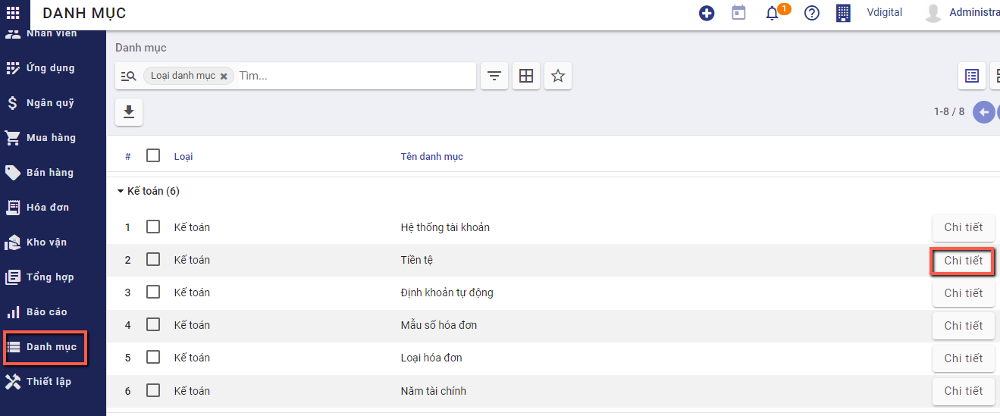 DANH MỤC
1
Vdigital
Administra
Nhân viên
Ứng dụng
Ngân quỹ
Mua hàng
Bán hàng
Hóa đơn
Kho vận
Tổng hợp
Báo cáo
Danh mục
Thiết lập
Danh mục
Loại danh mục Tìm...
1-8 / 8
# Loại Tên danh mục
Kế toán (6)
1 Kế toán Hệ thống tài khoản Chi tiết
2 Kế toán Tiền tệ Chi tiết
3 Kế toán Định khoản tự động Chi tiết
4 Kế toán Mẫu số hóa đơn Chi tiết
5 Kế toán Loại hóa đơn Chi tiết
6 Kế toán Năm tài chính Chi tiết